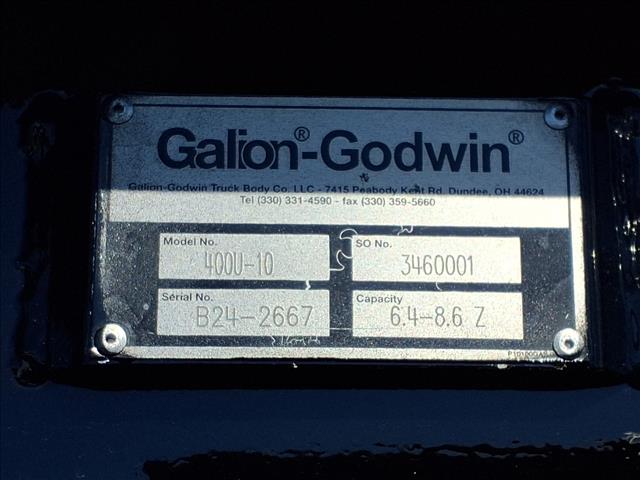 Galion®-Godwin®
Galion-Godwin Truck Body Co. LLC - 7415 Peabody Kent Rd. Dundee, OH 44624
Tel (330) 331-4590 - fax (330) 359-5660
Model No. 400U-10
SO No. 3460001
Serial No. B24-2667
Capacity 6.4-8.6 Z